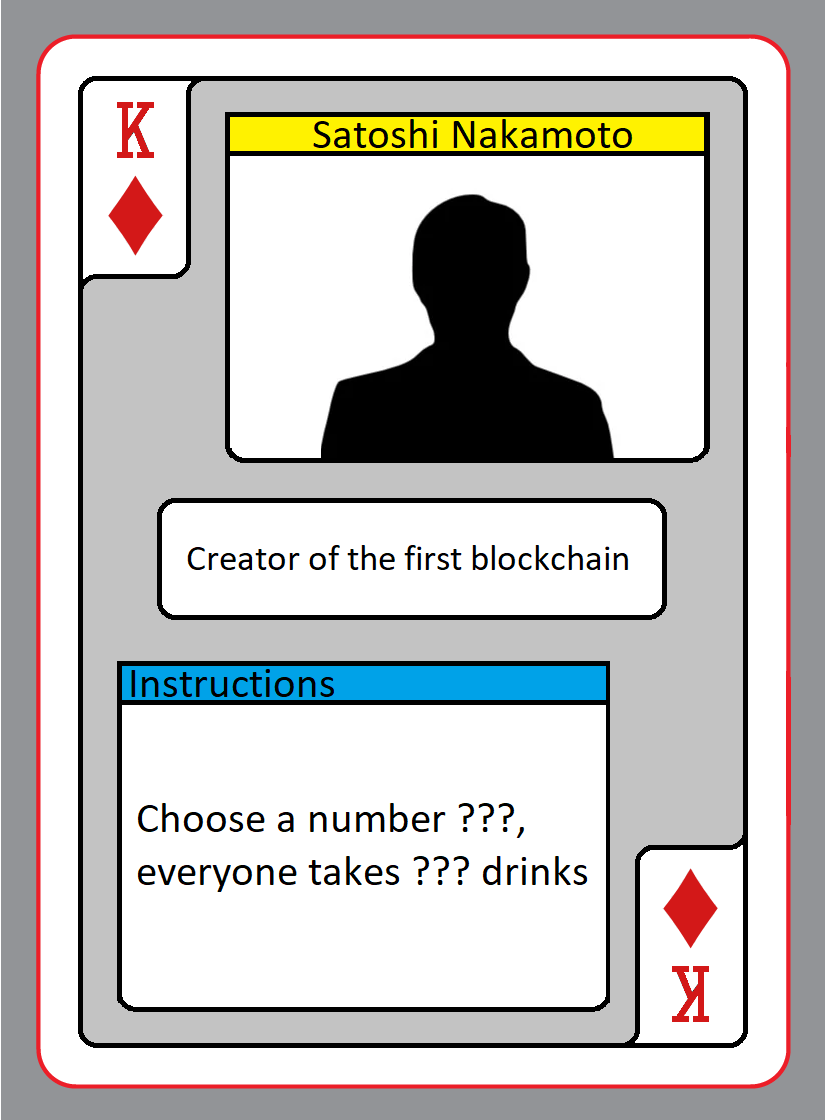 K
Satoshi Nakamoto
Creator of the first blockchain
Instructions
Choose a number ???,
everyone takes ??? drinks
K